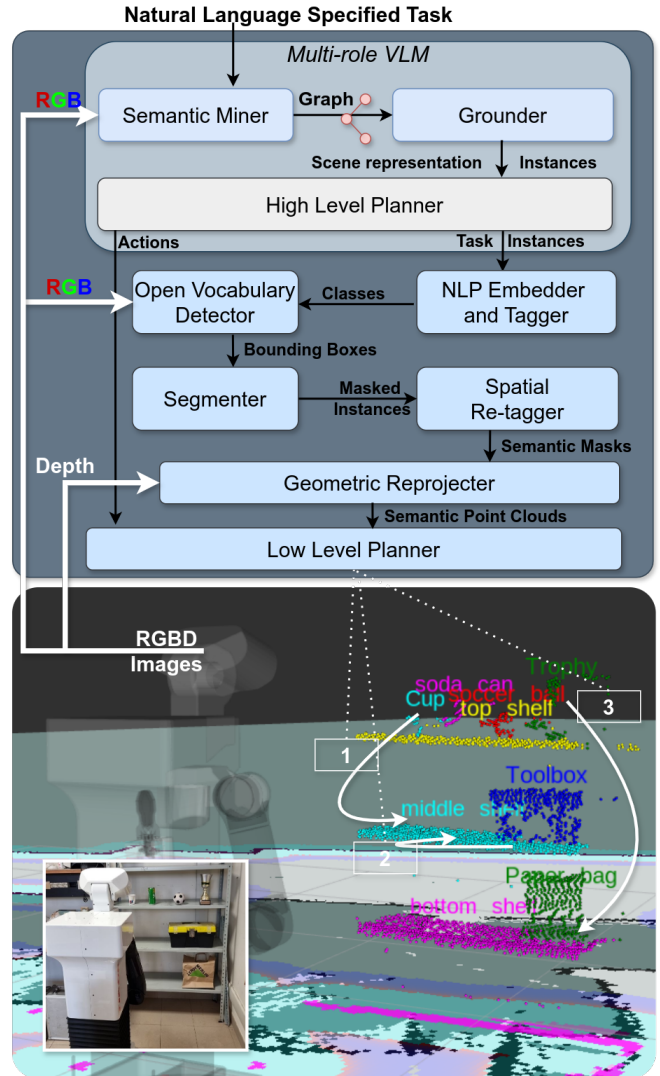 Natural Language Specified Task
Multi-role VLM
RGB
Semantic Miner
Graph
Grounder
Scene representation
Instances
High Level Planner
Actions
Task
Instances
RGB
Open Vocabulary
Detector
Classes
NLP Embedder
and Tagger
Bounding Boxes
Segmenter
Masked
Instances
Spatial
Re-tagger
Semantic Masks
Depth
Geometric Reprojecter
Semantic Point Clouds
Low Level Planner
RGBD
Images
Trophy
soda can
Cup
soccer ball
top shelf
3
1
Toolbox
middle shelf
2
Paper bag
bottom shelf